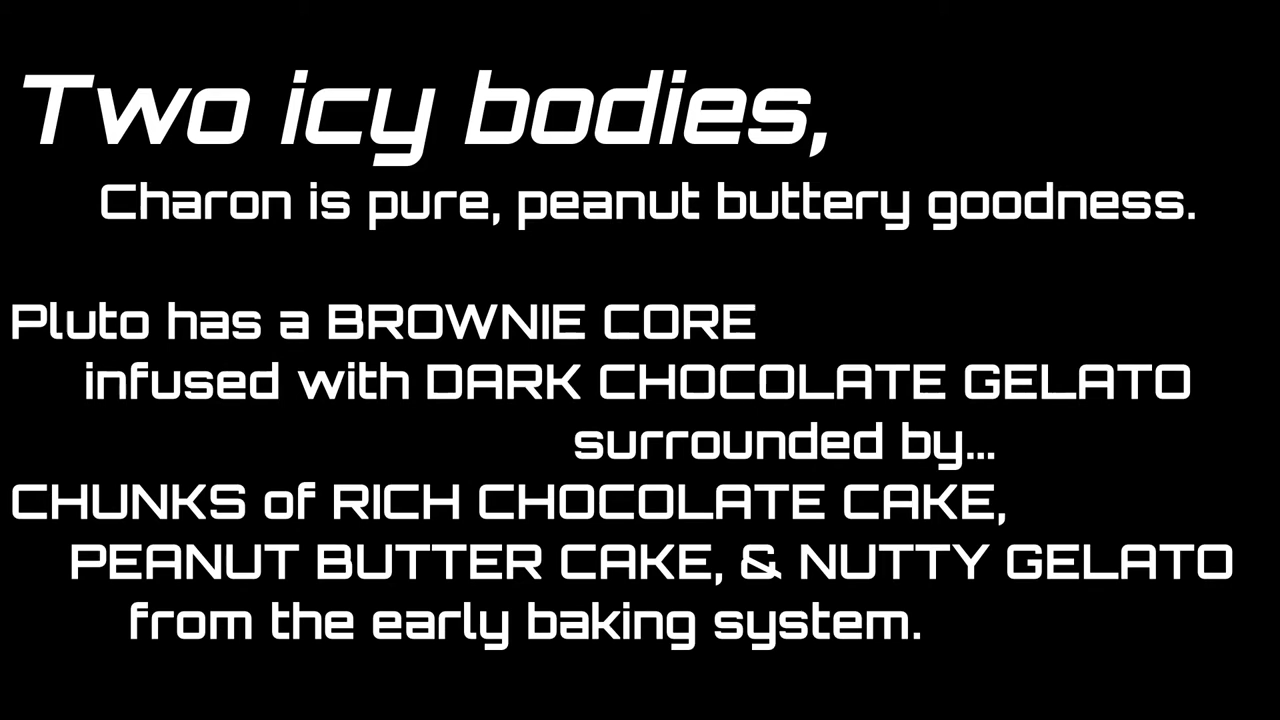 Two icy bodies,
Charon is pure, peanut buttery goodness.
Pluto has a BROWNIE CORE
infused with DARK CHOCOLATE GELATO
surrounded by...
CHUNKS of RICH CHOCOLATE CAKE,
PEANUT BUTTER CAKE, & NUTTY GELATO
from the early baking system.